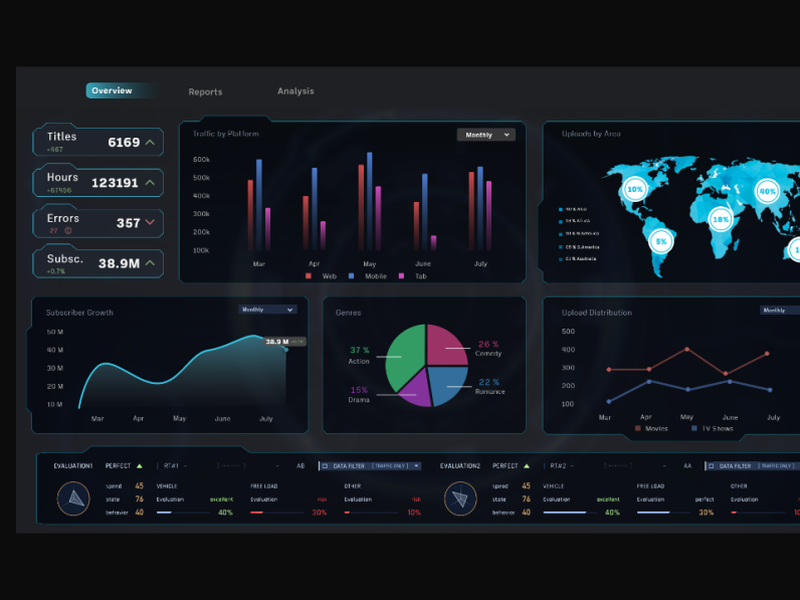 Overview
Reports
Analysis
Titles
6169
+467
Hours
123191
+67456
Errors
357
27
Subsc.
38.9M
+0.7%
Traffic by Platform
Monthly
600k
500k
400k
300k
200k
100k
Mar
Apr
May
June
July
Web
Mobile
Tab
Uploads by Area
10%
40%
18%
5%
Subscriber Growth
Monthly
50 M
40 M
30 M
20 M
10 M
38.9 M
Mar
Apr
May
June
July
Genres
37 %
Action
26 %
Comedy
15%
Drama
22 %
Romance
Upload Distribution
Monthly
500
400
300
200
100
Mar
Apr
May
June
July
Movies
TV Shows
EVALUATION1
PERFECT
RT#1
AB
DATA FILTER
[ TRAFFIC ONLY ]
EVALUATION2
PERFECT
RT#2
AA
DATA FILTER
[ TRAFFIC ONLY ]
speed 45
state 76
behavior 40
VEHICLE
Evaluation
excellent
40%
FREE LOAD
Evaluation
risk
30%
OTHER
Evaluation
risk
10%
speed 45
state 76
behavior 40
VEHICLE
Evaluation
excellent
40%
FREE LOAD
Evaluation
perfect
30%
OTHER
Evaluation